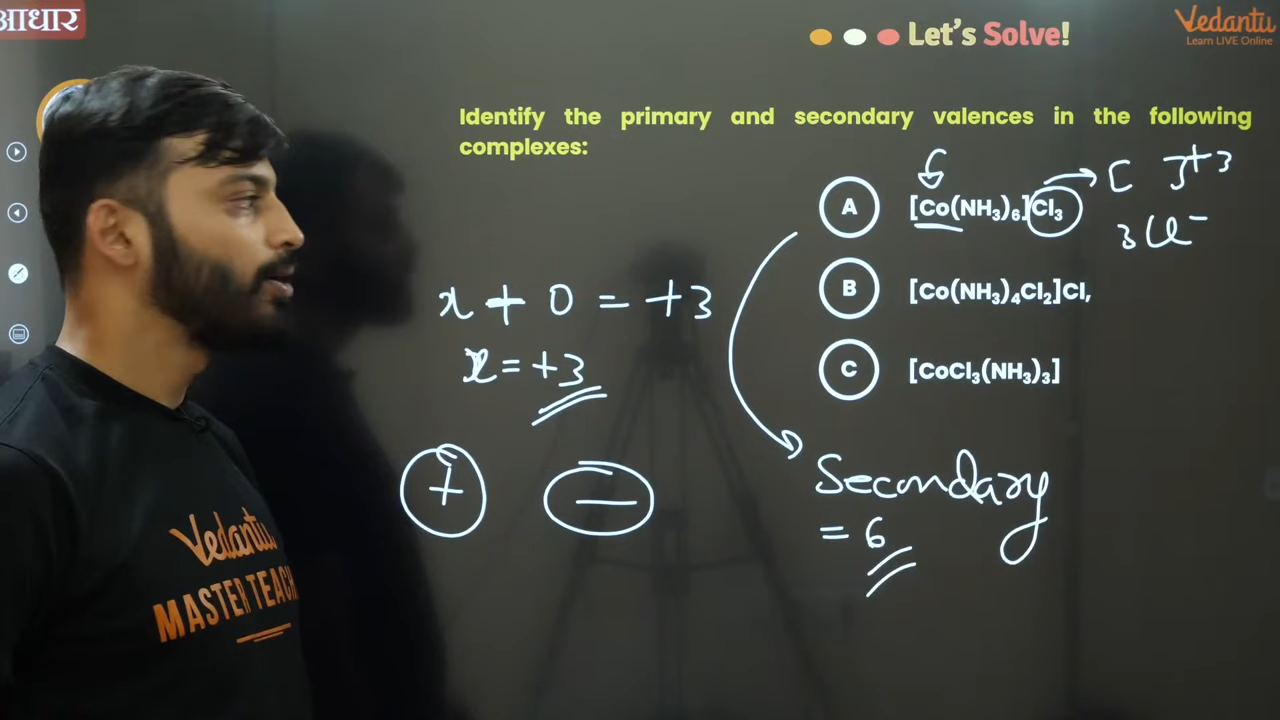 आधार
Vedantu
Learn LIVE Online
Let's Solve!
Identify the primary and secondary valences in the following
complexes:
6
A [Co(NH₃)₆]Cl₃ [ ]⁺³
3Cl⁻
B [Co(NH₃)₄Cl₂]Cl,
C [CoCl₃(NH₃)₃]
x + 0 = +3
x = +3
+ −
Secondary
= 6
Vedantu
MASTER TEACH